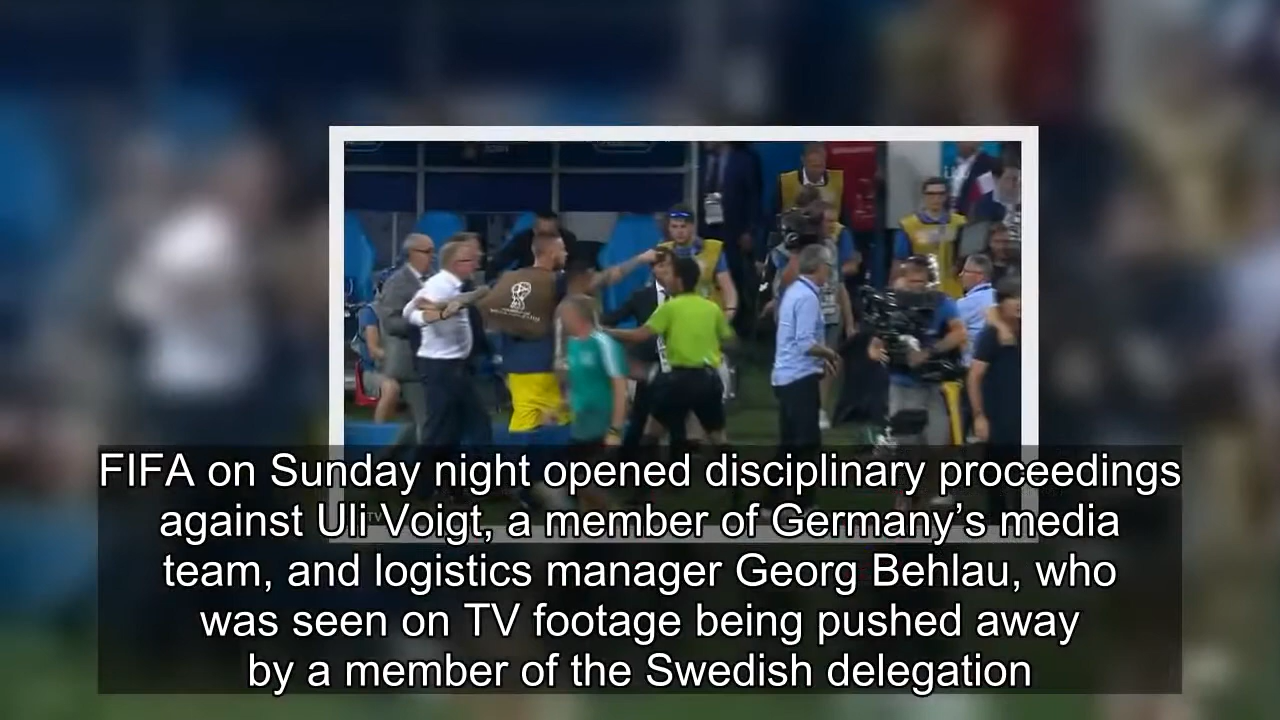 FIFA on Sunday night opened disciplinary proceedings
against Uli Voigt, a member of Germany’s media
team, and logistics manager Georg Behlau, who
was seen on TV footage being pushed away
by a member of the Swedish delegation